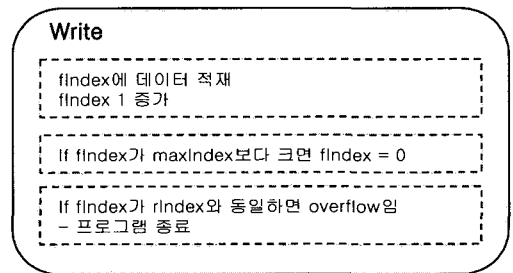 Write
fIndex에 데이터 적재
fIndex 1 증가
If fIndex가 maxIndex보다 크면 fIndex = 0
If fIndex가 rIndex와 동일하면 overflow임
- 프로그램 종료